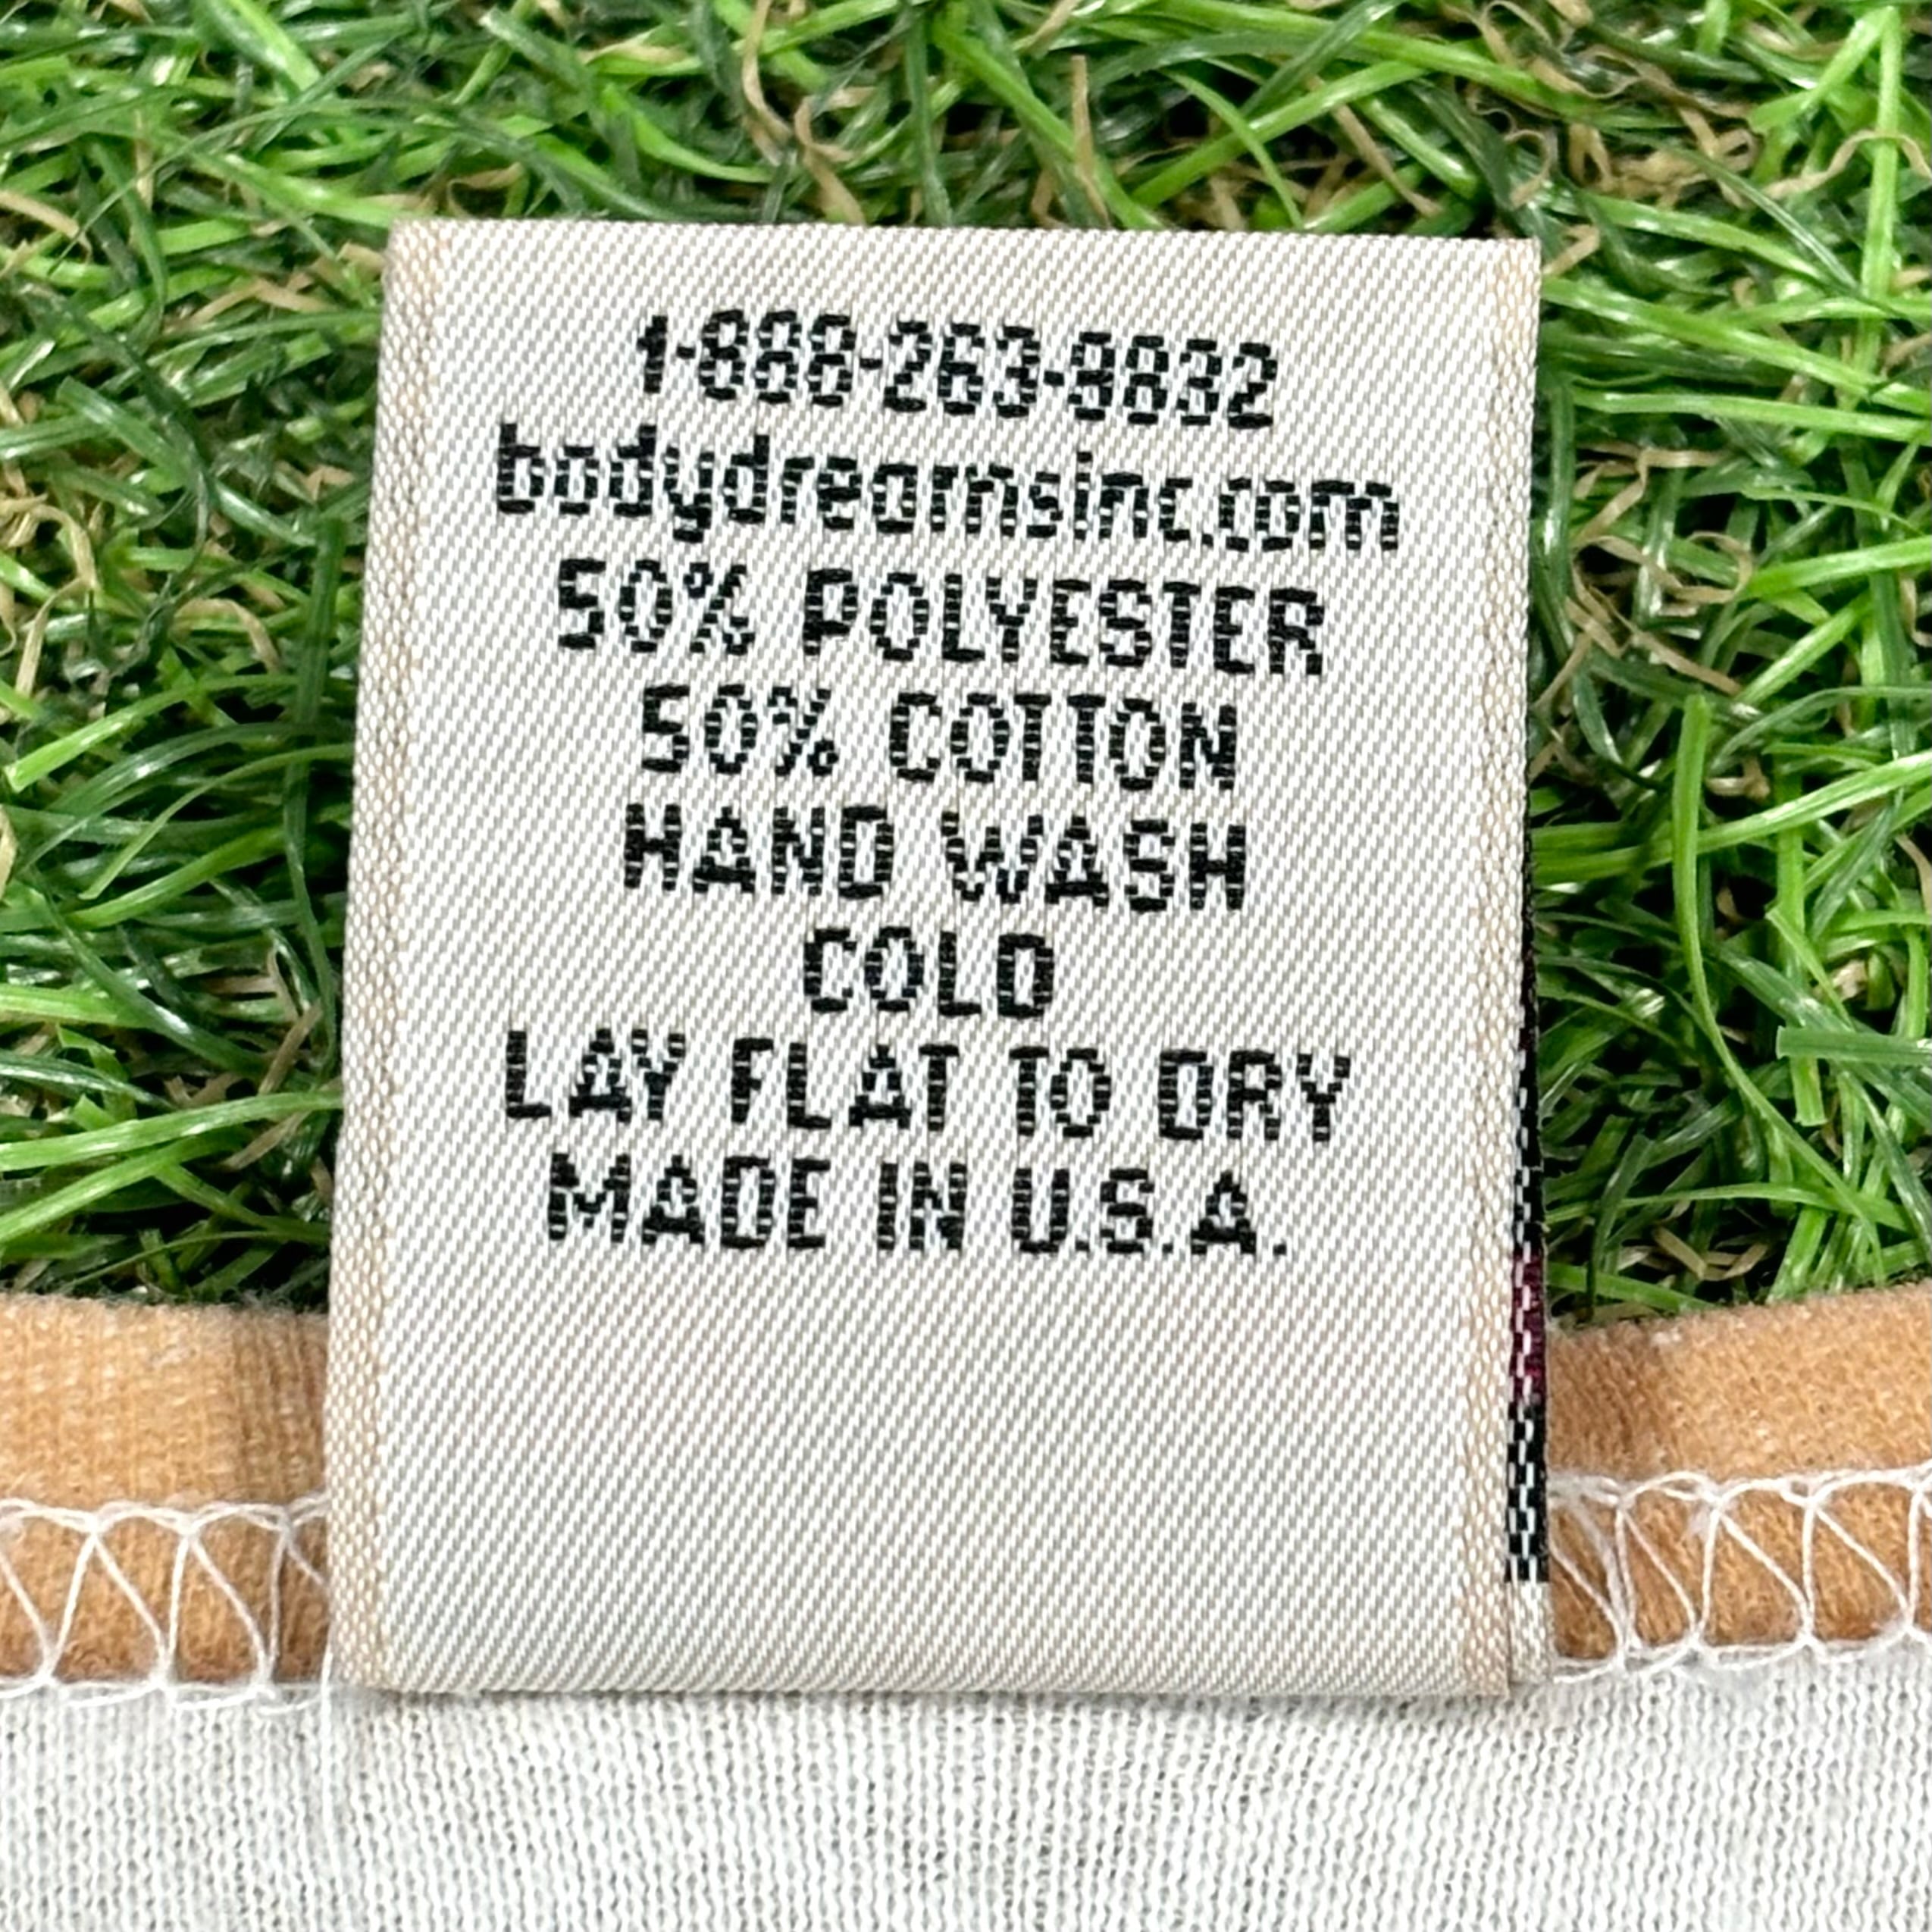 1-888-263-9832
bodydreamsinc.com
50% POLYESTER
50% COTTON
HAND WASH
COLD
LAY FLAT TO DRY
MADE IN U.S.A.